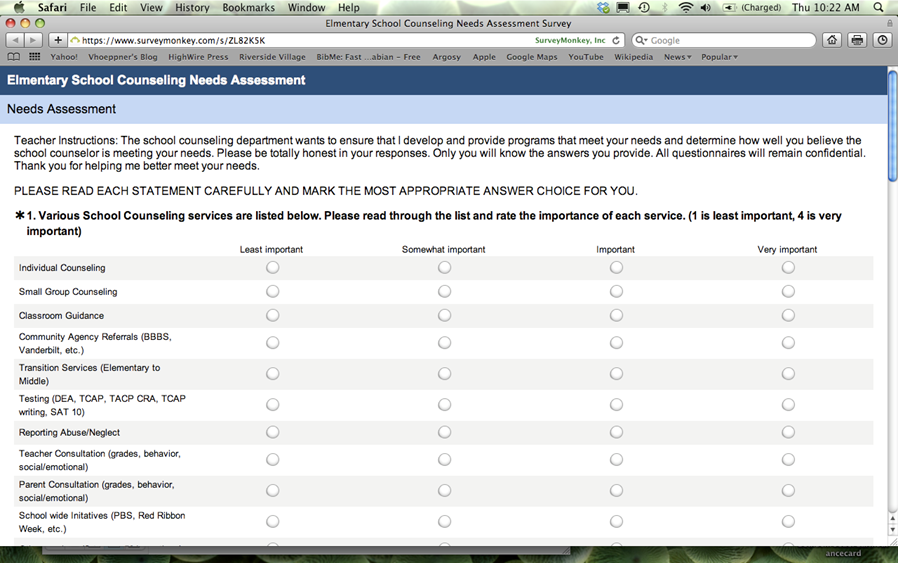 Safari File Edit View History Bookmarks Window Help (Charged) Thu 10:22 AM
Elmentary School Counseling Needs Assessment Survey
https://www.surveymonkey.com/s/ZL82K5K SurveyMonkey, Inc Google
Yahoo! Vhoeppner's Blog HighWire Press Riverside Village BibMe: Fast ...abian – Free Argosy Apple Google Maps YouTube Wikipedia News Popular
Elmentary School Counseling Needs Assessment
Needs Assessment
Teacher Instructions: The school counseling department wants to ensure that I develop and provide programs that meet your needs and determine how well you believe the
school counselor is meeting your needs. Please be totally honest in your responses. Only you will know the answers you provide. All questionnaires will remain confidential.
Thank you for helping me better meet your needs.
PLEASE READ EACH STATEMENT CAREFULLY AND MARK THE MOST APPROPRIATE ANSWER CHOICE FOR YOU.
* 1. Various School Counseling services are listed below. Please read through the list and rate the importance of each service. (1 is least important, 4 is very
important)
Least important Somewhat important Important Very important
Individual Counseling
Small Group Counseling
Classroom Guidance
Community Agency Referrals (BBBS,
Vanderbilt, etc.)
Transition Services (Elementary to
Middle)
Testing (DEA, TCAP, TACP CRA, TCAP
writing, SAT 10)
Reporting Abuse/Neglect
Teacher Consultation (grades, behavior,
social/emotional)
Parent Consultation (grades, behavior,
social/emotional)
School wide Initatives (PBS, Red Ribbon
Week, etc.)
ancecard